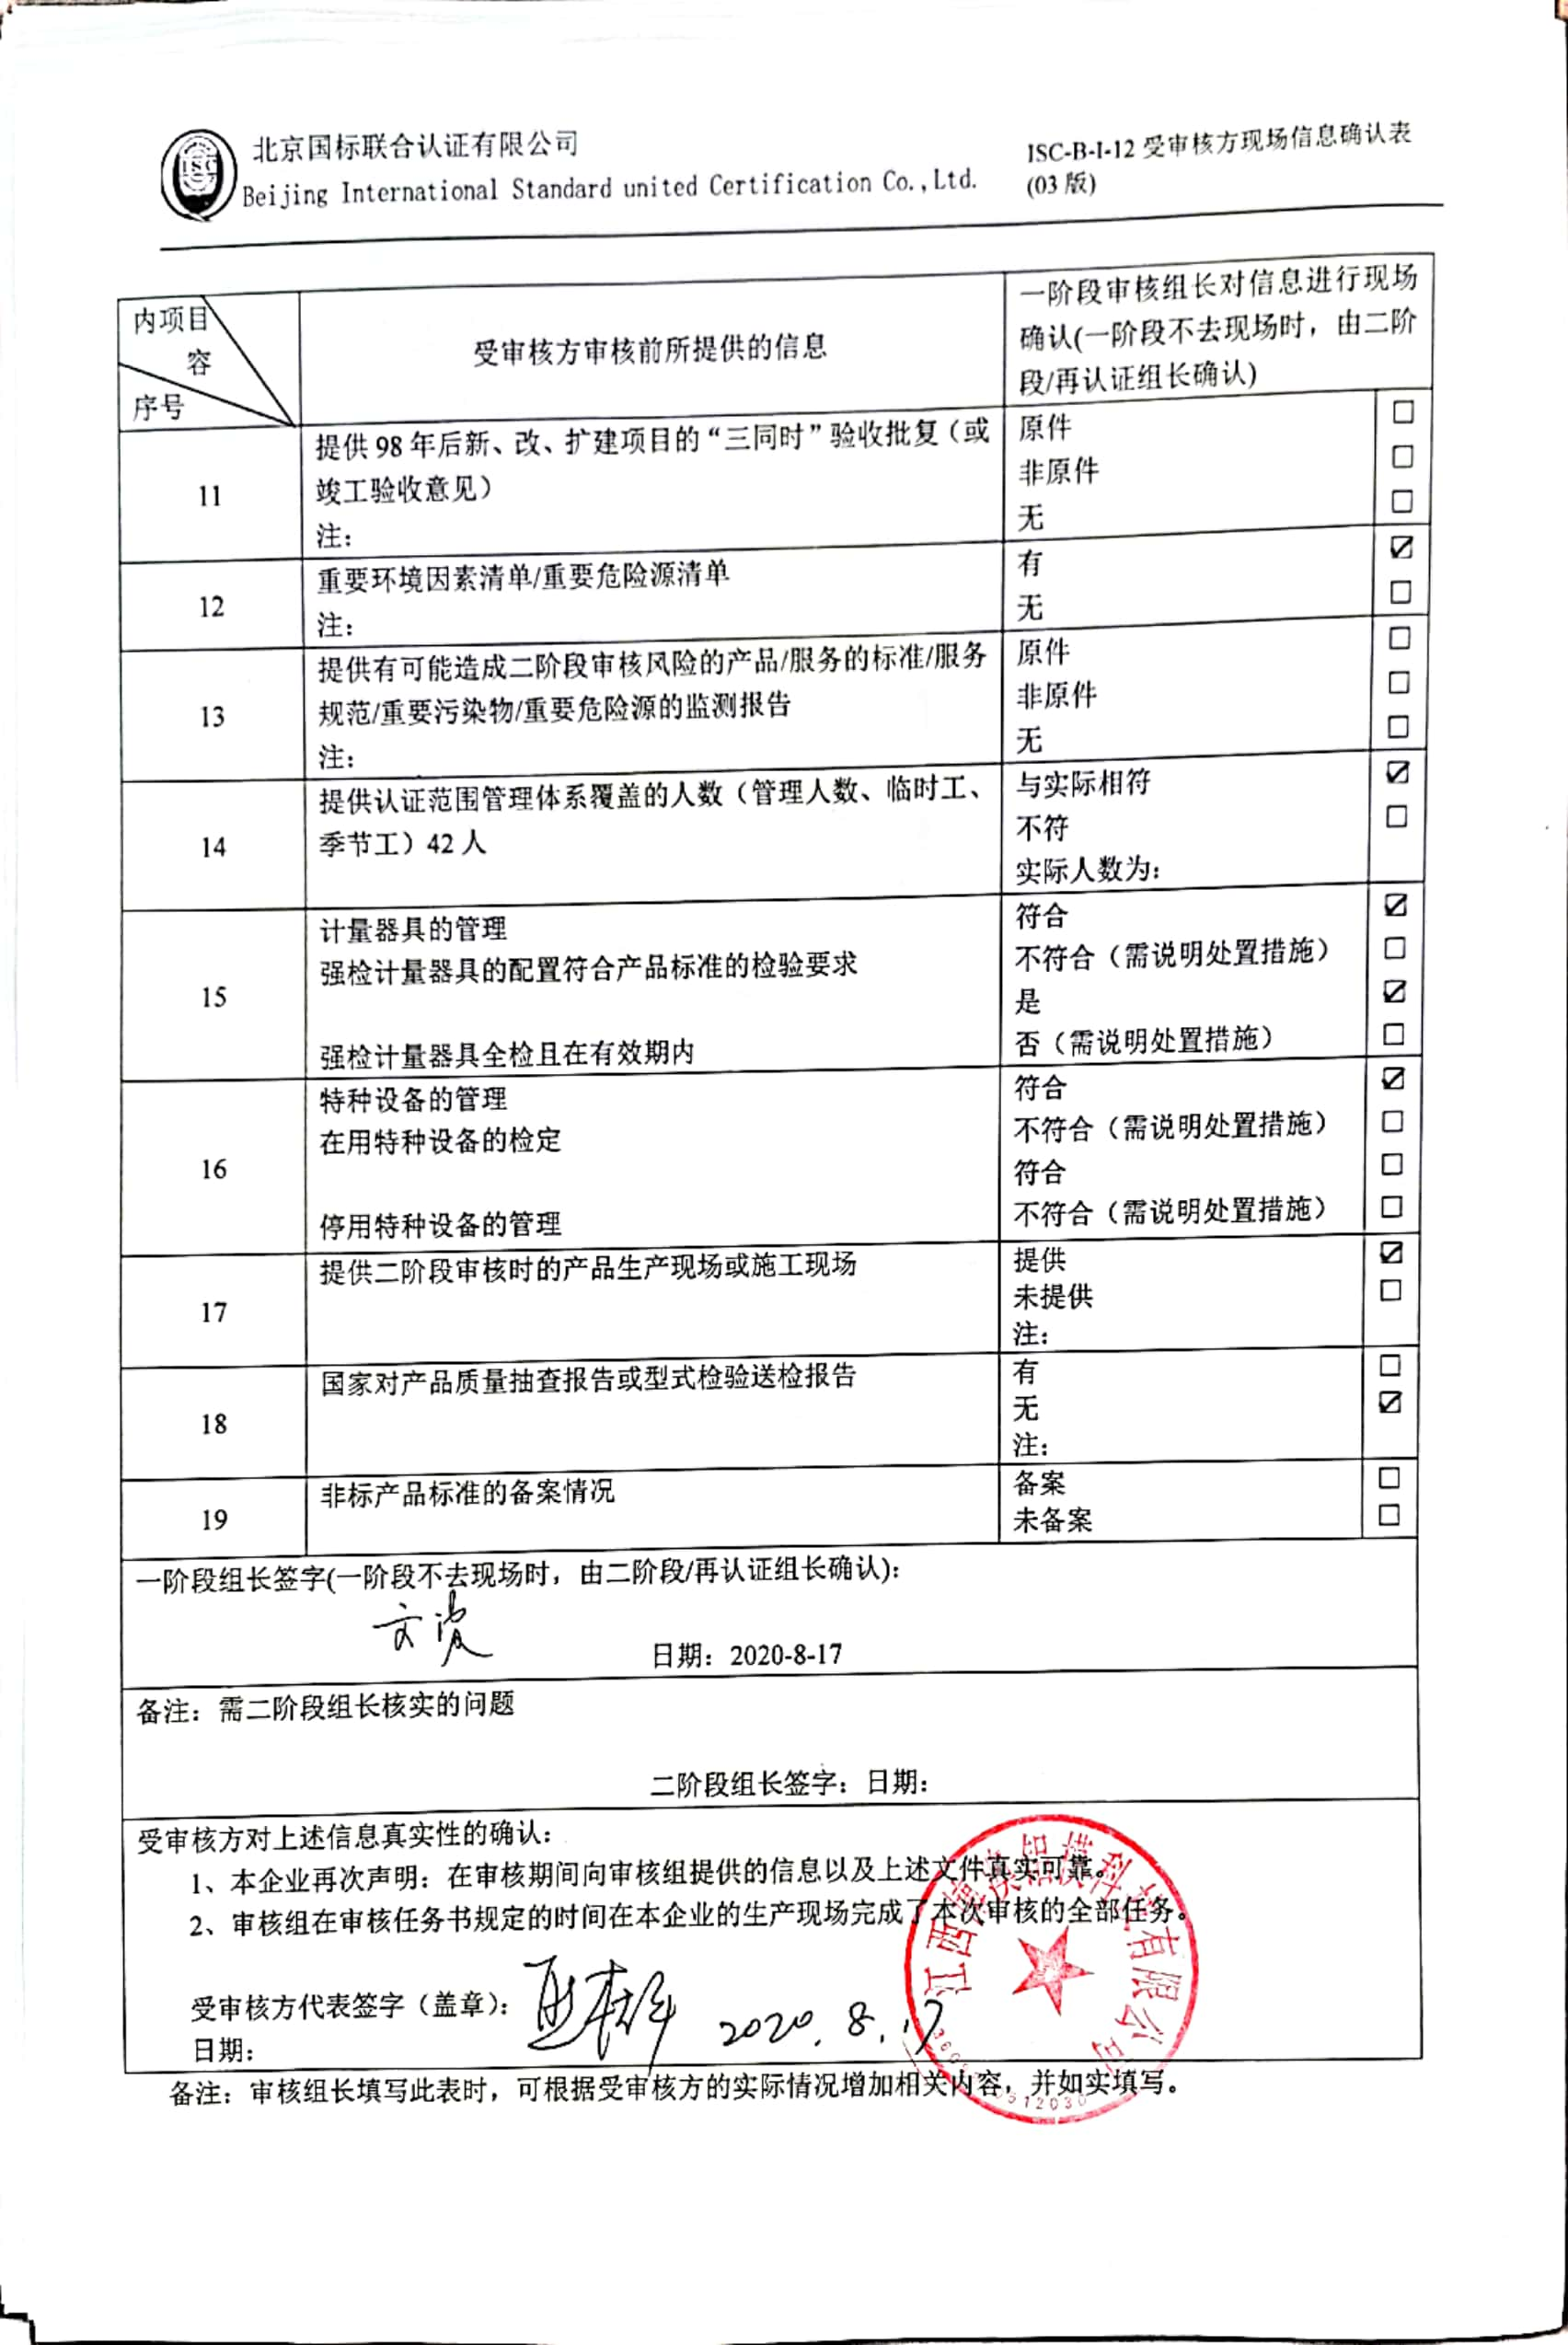 ISC
北京国标联合认证有限公司
Beijing International Standard united Certification Co.,Ltd.
ISC-B-I-12 受审核方现场信息确认表
(03 版)
内项目
容
序号
受审核方审核前所提供的信息
一阶段审核组长对信息进行现场
确认(一阶段不去现场时，由二阶
段/再认证组长确认)
11
提供 98 年后新、改、扩建项目的“三同时”验收批复（或
竣工验收意见）
注：
原件 □
非原件 □
无 □
12
重要环境因素清单/重要危险源清单
注：
有 ☑
无 □
13
提供有可能造成二阶段审核风险的产品/服务的标准/服务
规范/重要污染物/重要危险源的监测报告
注：
原件 □
非原件 □
无 □
14
提供认证范围管理体系覆盖的人数（管理人数、临时工、
季节工）42 人
与实际相符 ☑
不符 □
实际人数为：
15
计量器具的管理
强检计量器具的配置符合产品标准的检验要求
强检计量器具全检且在有效期内
符合 ☑
不符合（需说明处置措施） □
是 ☑
否（需说明处置措施） □
16
特种设备的管理
在用特种设备的检定
停用特种设备的管理
符合 ☑
不符合（需说明处置措施） □
符合 □
不符合（需说明处置措施） □
17
提供二阶段审核时的产品生产现场或施工现场
提供 ☑
未提供 □
注：
18
国家对产品质量抽查报告或型式检验送检报告
有 □
无 ☑
注：
19
非标产品标准的备案情况
备案 □
未备案 □
一阶段组长签字(一阶段不去现场时，由二阶段/再认证组长确认)：
文波
日期：2020-8-17
备注：需二阶段组长核实的问题
二阶段组长签字：日期：
受审核方对上述信息真实性的确认：
1、本企业再次声明：在审核期间向审核组提供的信息以及上述文件真实可靠。
2、审核组在审核任务书规定的时间在本企业的生产现场完成了本次审核的全部任务。
受审核方代表签字（盖章）：
2020.8.17
日期：
备注：审核组长填写此表时，可根据受审核方的实际情况增加相关内容，并如实填写。